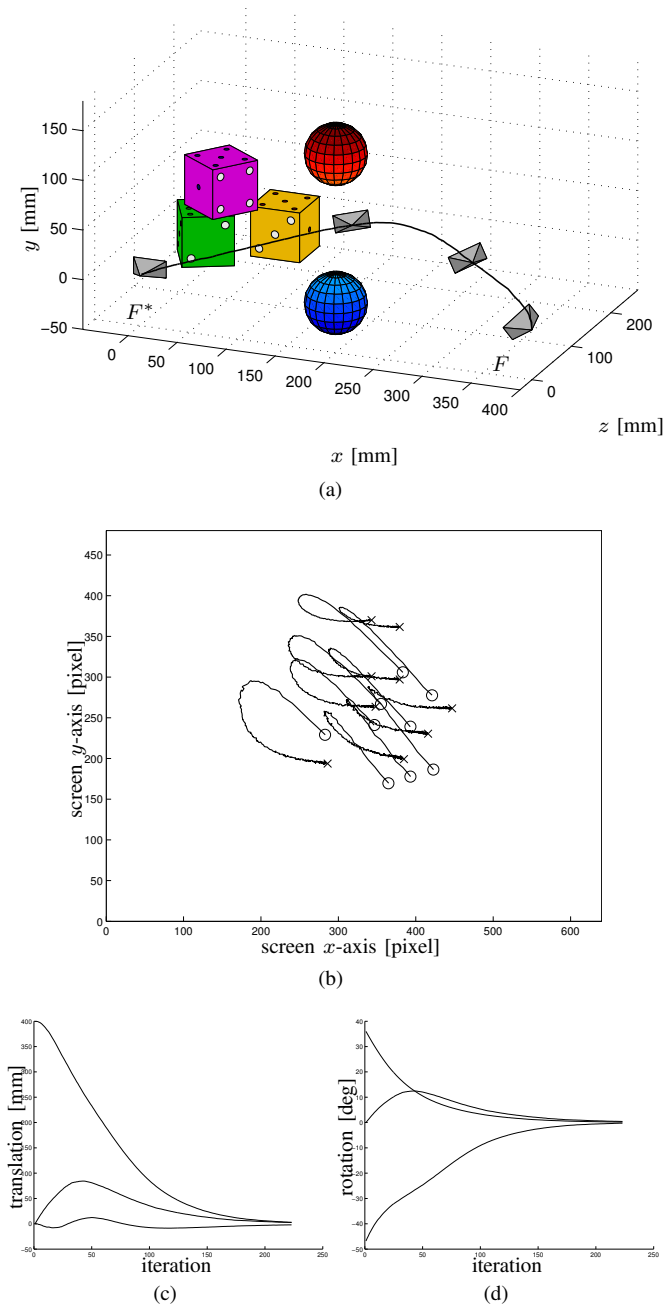 150
100
50
0
−50
y [mm]
F*
F
0
50
100
150
200
250
300
350
400
0
100
200
x [mm]
z [mm]
(a)
450
400
350
300
250
200
150
100
50
0
screen y-axis [pixel]
0 100 200 300 400 500 600
screen x-axis [pixel]
(b)
400
350
300
250
200
150
100
50
0
−50
translation [mm]
0 50 100 150 200 250
iteration
(c)
40
30
20
10
0
−10
−20
−30
−40
−50
rotation [deg]
0 50 100 150 200 250
iteration
(d)